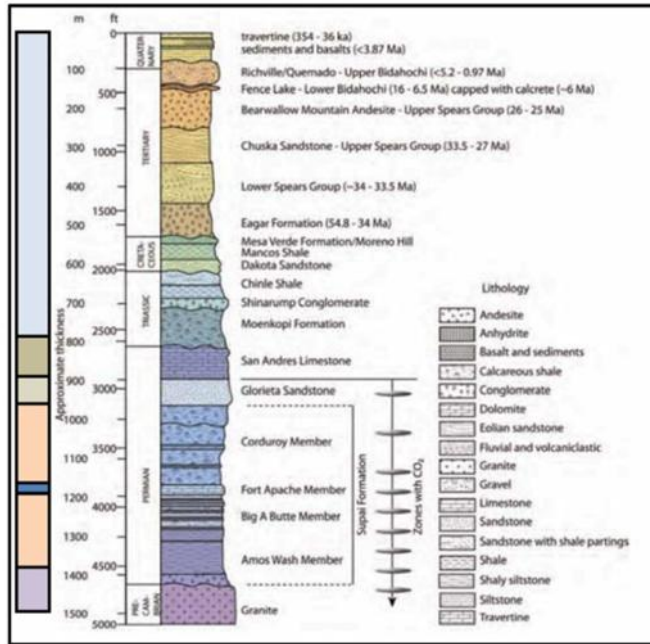 m ft
0
QUATER-
NARY
travertine (354 - 36 ka)
sediments and basalts (<3.87 Ma)
100
Richville/Quemado - Upper Bidahochi (<5.2 - 0.97 Ma)
500
Fence Lake - Lower Bidahochi (16 - 6.5 Ma) capped with calcrete (~6 Ma)
200
Bearwallow Mountain Andesite - Upper Spears Group (26 - 25 Ma)
TERTIARY
300
1000
Chuska Sandstone - Upper Spears Group (33.5 - 27 Ma)
400
Lower Spears Group (~34 - 33.5 Ma)
1500
500
Eagar Formation (54.8 - 34 Ma)
CRETA-
CEOUS
Mesa Verde Formation/Moreno Hill
Mancos Shale
600
2000
Dakota Sandstone
TRIASSIC
Chinle Shale
700
Shinarump Conglomerate
2500
Moenkopi Formation
800
San Andres Limestone
900
3000
Glorieta Sandstone
Approximate thickness
1000
PERMIAN
3500
Corduroy Member
1100
Fort Apache Member
1200
4000
Big A Butte Member
1300
Amos Wash Member
4500
1400
PRE-
CAM-
BRIAN
Granite
1500
5000
Supai Formation
Zones with CO₂
Lithology
Andesite
Anhydrite
Basalt and sediments
Calcareous shale
Conglomerate
Dolomite
Eolian sandstone
Fluvial and volcaniclastic
Granite
Gravel
Limestone
Sandstone
Sandstone with shale partings
Shale
Shaly siltstone
Siltstone
Travertine